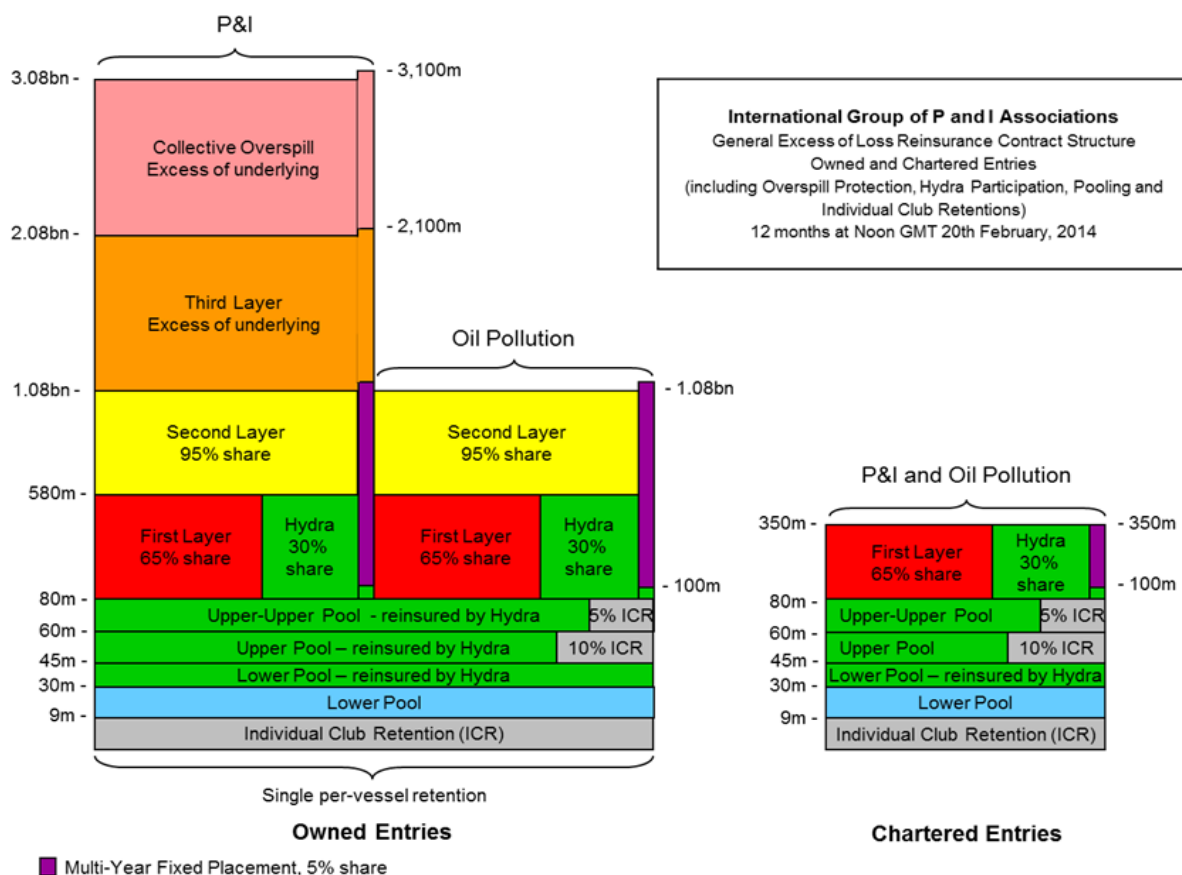 P&I
3.08bn -
- 3,100m
Collective Overspill
Excess of underlying
- 2,100m
2.08bn -
Third Layer
Excess of underlying
Oil Pollution
1.08bn -
- 1.08bn
Second Layer
95% share
Second Layer
95% share
580m -
First Layer
65% share
Hydra
30%
share
First Layer
65% share
Hydra
30%
share
- 100m
80m -
Upper-Upper Pool - reinsured by Hydra
5% ICR
60m -
Upper Pool – reinsured by Hydra
10% ICR
45m -
Lower Pool – reinsured by Hydra
30m -
Lower Pool
9m -
Individual Club Retention (ICR)
Single per-vessel retention
Owned Entries
Multi-Year Fixed Placement, 5% share
International Group of P and I Associations
General Excess of Loss Reinsurance Contract Structure
Owned and Chartered Entries
(including Overspill Protection, Hydra Participation, Pooling and
Individual Club Retentions)
12 months at Noon GMT 20th February, 2014
P&I and Oil Pollution
350m -
- 350m
First Layer
65% share
Hydra
30%
share
- 100m
80m -
Upper-Upper Pool
5% ICR
60m -
Upper Pool
10% ICR
45m -
Lower Pool – reinsured by Hydra
30m -
Lower Pool
9m -
Individual Club Retention (ICR)
Chartered Entries